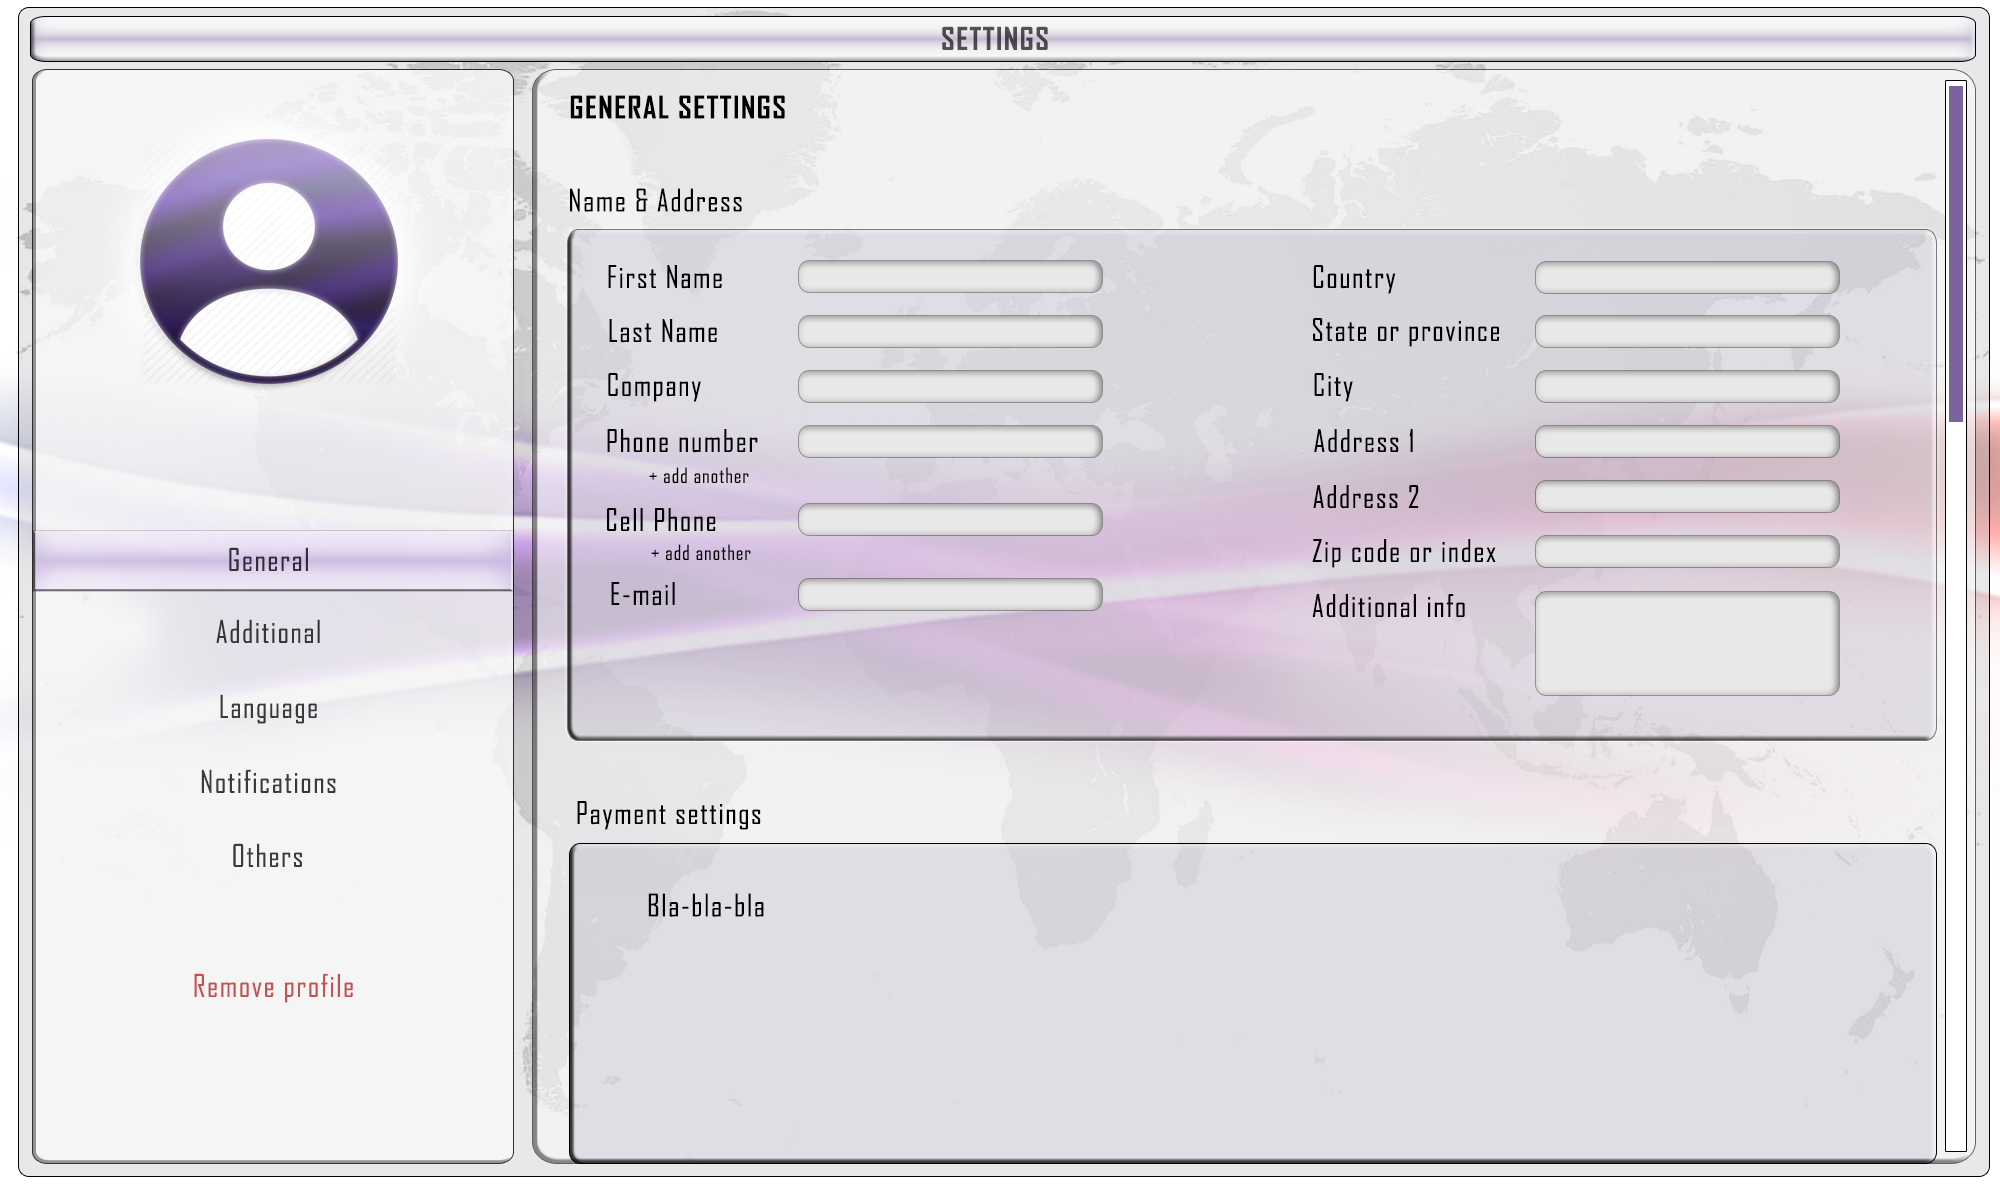 SETTINGS
General
Additional
Language
Notifications
Others
Remove profile
GENERAL SETTINGS
Name & Address
First Name
Last Name
Company
Phone number
+ add another
Cell Phone
+ add another
E-mail
Country
State or province
City
Address 1
Address 2
Zip code or index
Additional info
Payment settings
Bla-bla-bla